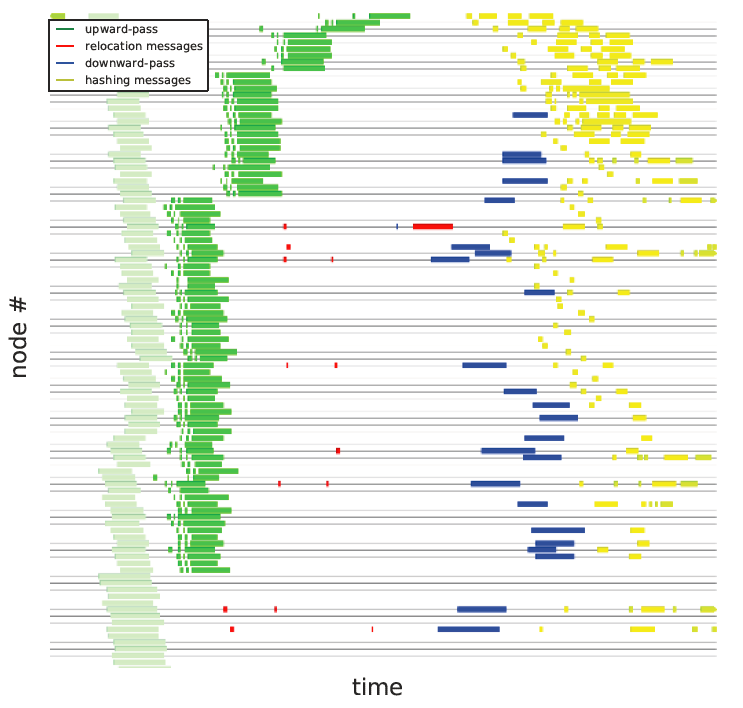 upward-pass
relocation messages
downward-pass
hashing messages
node #
time